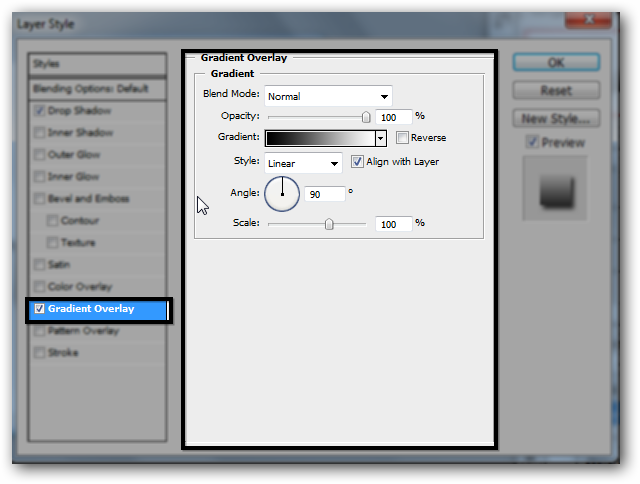 Layer Style
Styles
Blending Options: Default
Drop Shadow
Inner Shadow
Outer Glow
Inner Glow
Bevel and Emboss
Contour
Texture
Satin
Color Overlay
Gradient Overlay
Pattern Overlay
Stroke
Gradient Overlay
Gradient
Blend Mode: Normal
Opacity: 100 %
Gradient: Reverse
Style: Linear Align with Layer
Angle: 90 °
Scale: 100 %
OK
Reset
New Style...
Preview